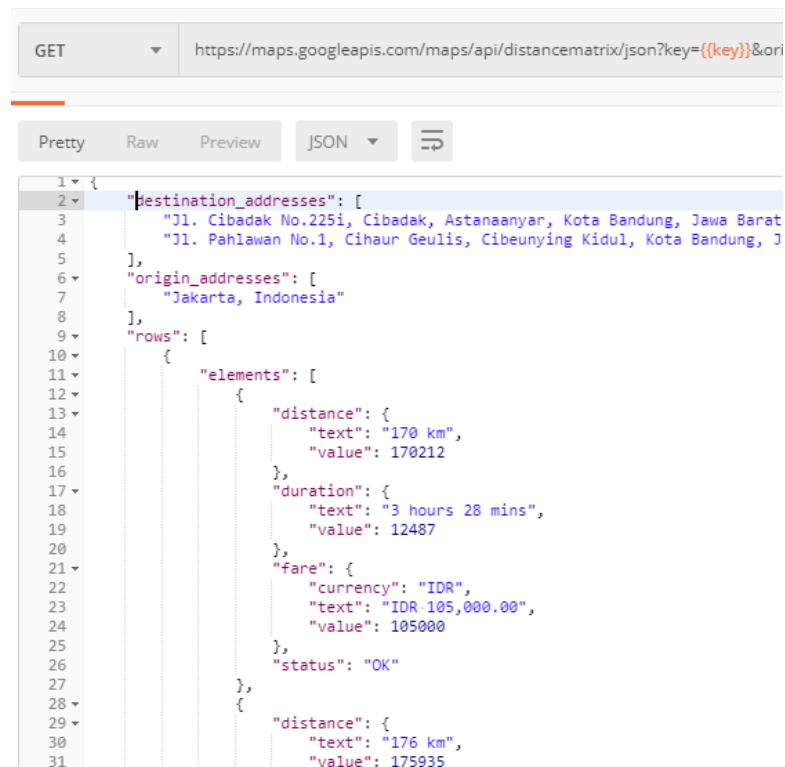 GET https://maps.googleapis.com/maps/api/distancematrix/json?key={{key}}&ori
Pretty Raw Preview JSON
1 {
2 "destination_addresses": [
3 "Jl. Cibadak No.225i, Cibadak, Astanaanyar, Kota Bandung, Jawa Barat
4 "Jl. Pahlawan No.1, Cihaur Geulis, Cibeunying Kidul, Kota Bandung, J
5 ],
6 "origin_addresses": [
7 "Jakarta, Indonesia"
8 ],
9 "rows": [
10 {
11 "elements": [
12 {
13 "distance": {
14 "text": "170 km",
15 "value": 170212
16 },
17 "duration": {
18 "text": "3 hours 28 mins",
19 "value": 12487
20 },
21 "fare": {
22 "currency": "IDR",
23 "text": "IDR 105,000.00",
24 "value": 105000
25 },
26 "status": "OK"
27 },
28 {
29 "distance": {
30 "text": "176 km",
31 "value": 175935